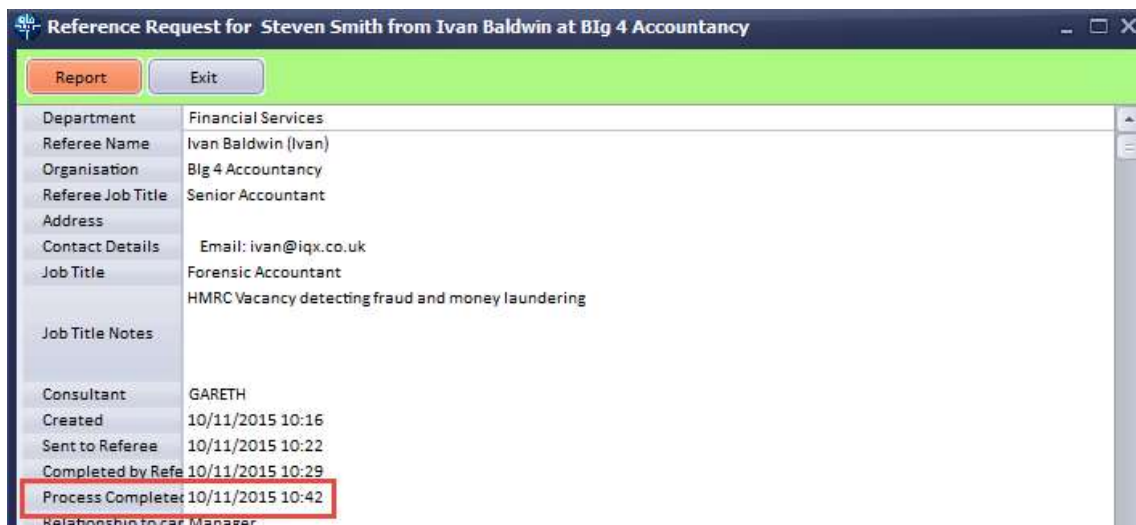 Reference Request for Steven Smith from Ivan Baldwin at BIg 4 Accountancy
Report Exit
Department Financial Services
Referee Name Ivan Baldwin (Ivan)
Organisation BIg 4 Accountancy
Referee Job Title Senior Accountant
Address
Contact Details Email: ivan@iqx.co.uk
Job Title Forensic Accountant
HMRC Vacancy detecting fraud and money laundering
Job Title Notes
Consultant GARETH
Created 10/11/2015 10:16
Sent to Referee 10/11/2015 10:22
Completed by Refe 10/11/2015 10:29
Process Complete 10/11/2015 10:42
Relationship to car Manager